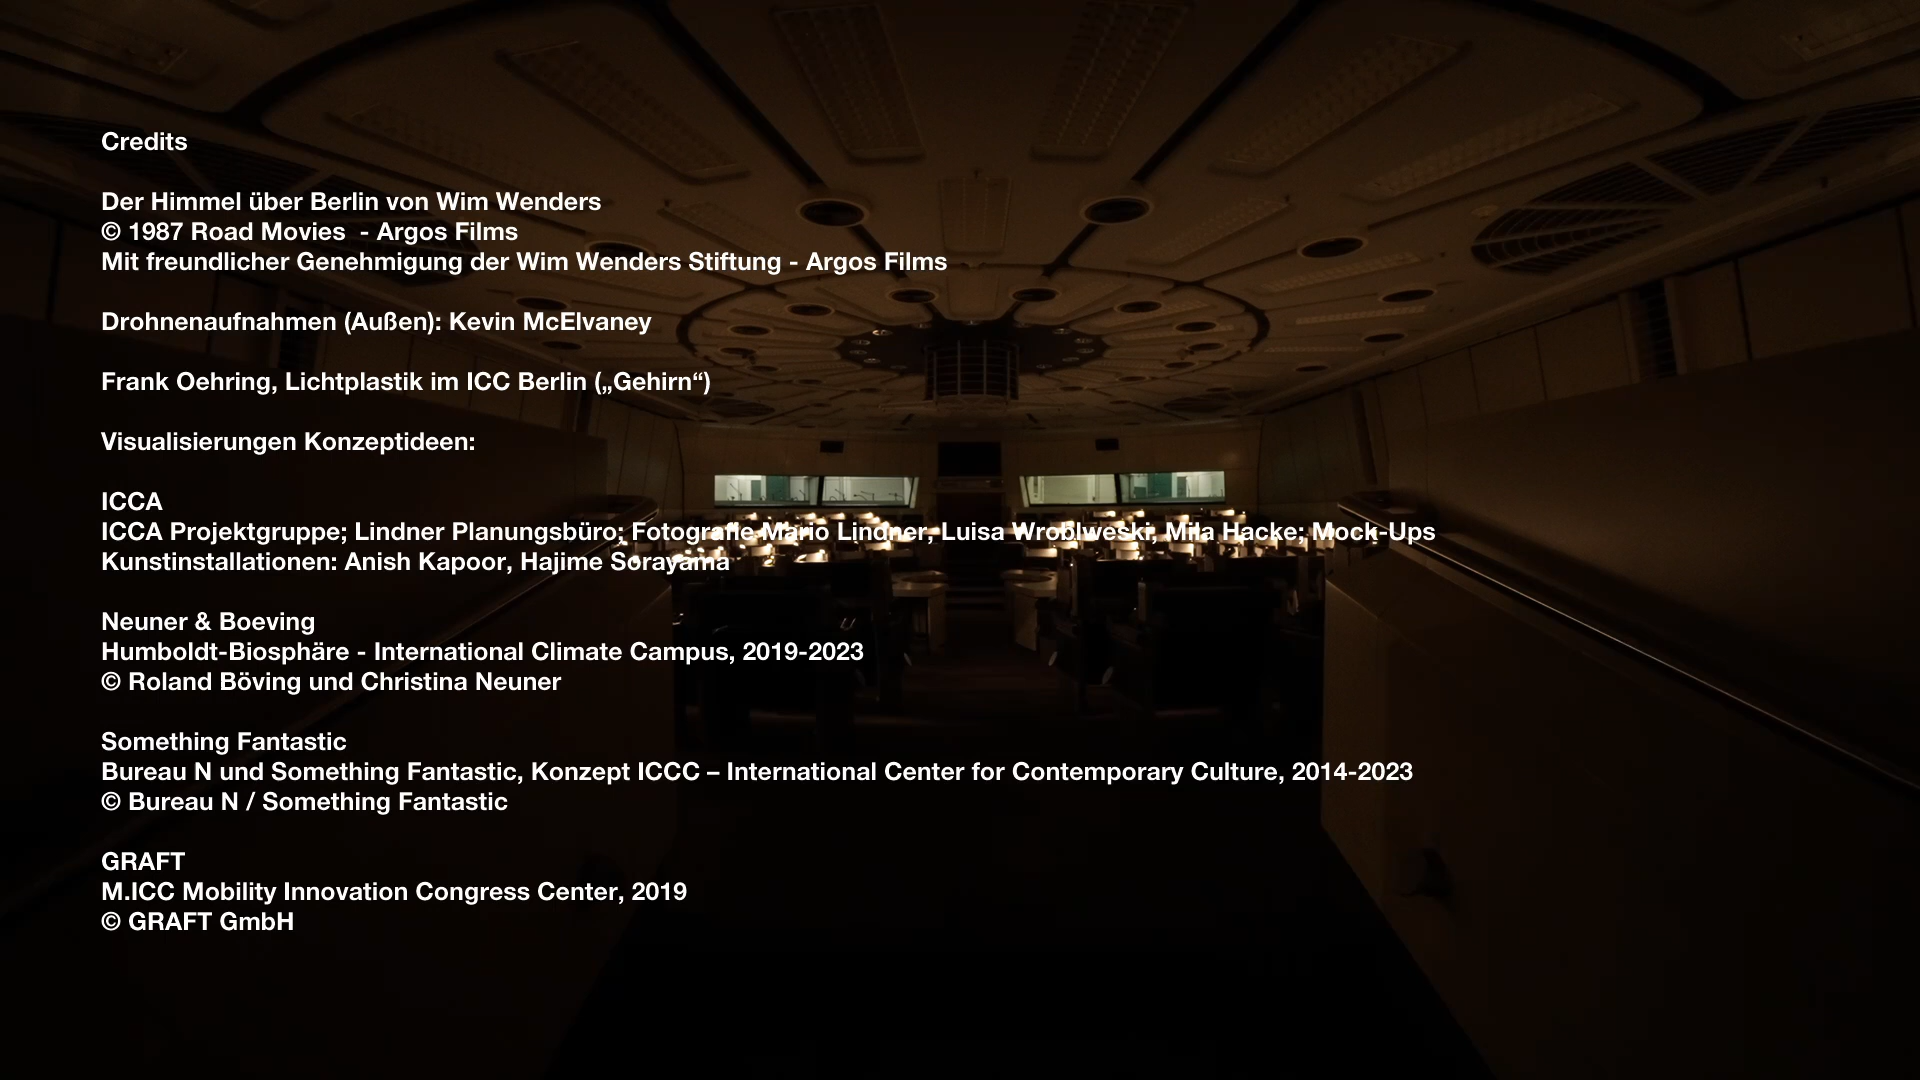 Credits
Der Himmel über Berlin von Wim Wenders
© 1987 Road Movies  - Argos Films
Mit freundlicher Genehmigung der Wim Wenders Stiftung - Argos Films
Drohnenaufnahmen (Außen): Kevin McElvaney
Frank Oehring, Lichtplastik im ICC Berlin („Gehirn“)
Visualisierungen Konzeptideen:
ICCA
ICCA Projektgruppe; Lindner Planungsbüro; Fotografie Mario Lindner, Luisa Wroblweski, Mila Hacke; Mock-Ups
Kunstinstallationen: Anish Kapoor, Hajime Sorayama
Neuner & Boeving
Humboldt-Biosphäre - International Climate Campus, 2019-2023
© Roland Böving und Christina Neuner
Something Fantastic
Bureau N und Something Fantastic, Konzept ICCC – International Center for Contemporary Culture, 2014-2023
© Bureau N / Something Fantastic
GRAFT
M.ICC Mobility Innovation Congress Center, 2019
© GRAFT GmbH